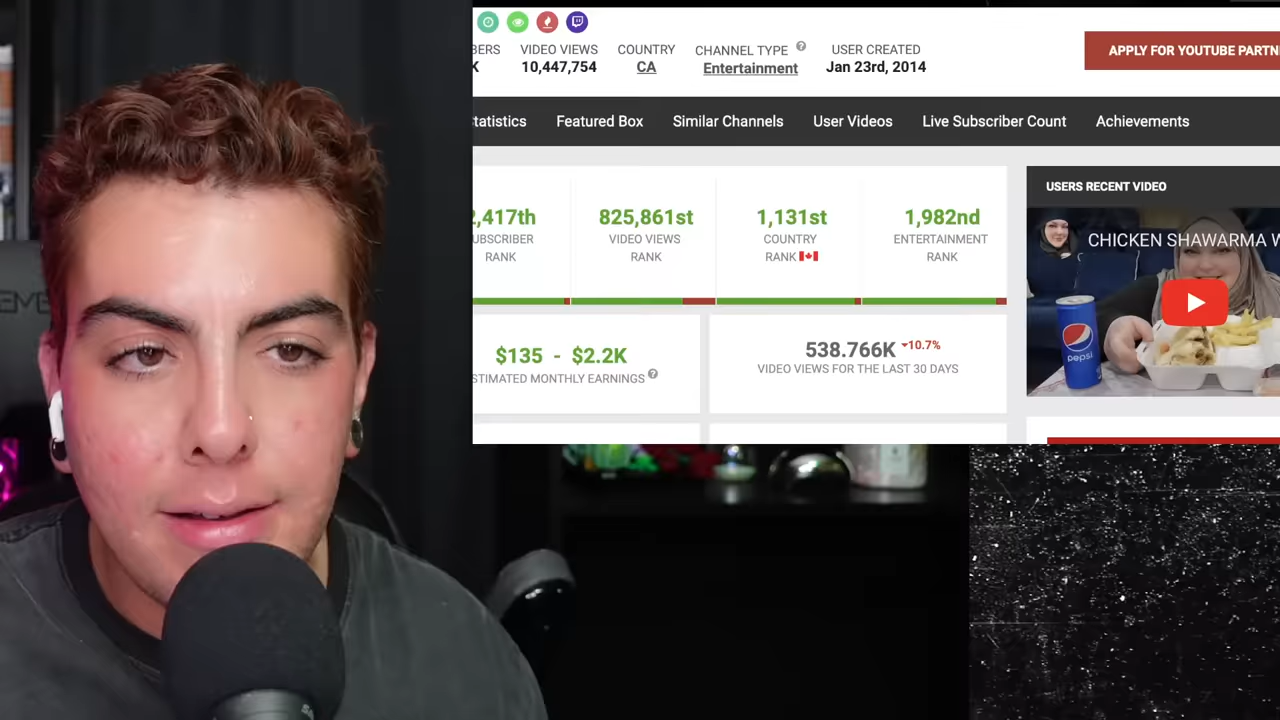 BERS VIDEO VIEWS COUNTRY CHANNEL TYPE ? USER CREATED
K 10,447,754 CA Entertainment Jan 23rd, 2014
APPLY FOR YOUTUBE PARTN
tatistics Featured Box Similar Channels User Videos Live Subscriber Count Achievements
2,417th 825,861st 1,131st 1,982nd
UBSCRIBER VIDEO VIEWS COUNTRY ENTERTAINMENT
RANK RANK RANK RANK
$135 - $2.2K
STIMATED MONTHLY EARNINGS ?
538.766K -10.7%
VIDEO VIEWS FOR THE LAST 30 DAYS
USERS RECENT VIDEO
CHICKEN SHAWARMA W
pepsi